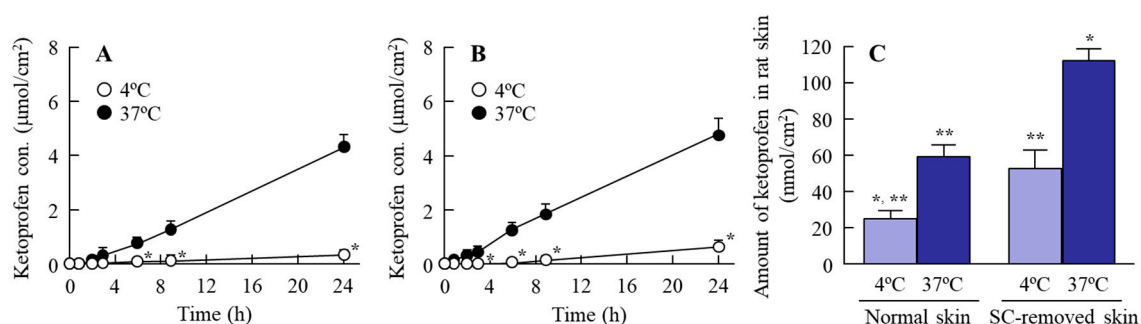 A
4ºC
37ºC
Ketoprofen con. (μmol/cm²)
8
6
4
2
0
0 4 8 12 16 20 24
* * *
Time (h)
B
4ºC
37ºC
Ketoprofen con. (μmol/cm²)
8
6
4
2
0
0 4 8 12 16 20 24
* * * *
Time (h)
C
Amount of ketoprofen in rat skin
(nmol/cm²)
120
100
80
60
40
20
0
*, **
**
**
*
4ºC 37ºC 4ºC 37ºC
Normal skin SC-removed skin